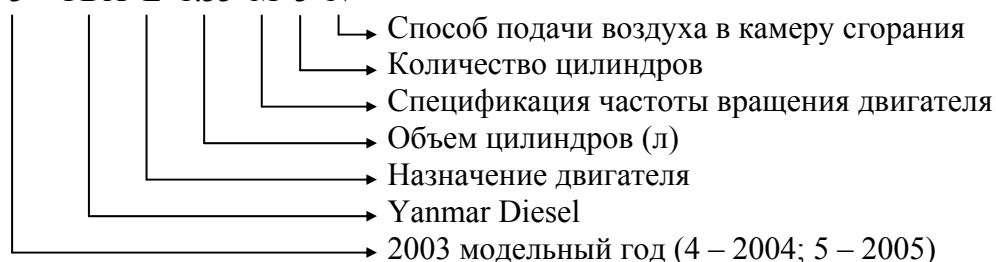 Способ подачи воздуха в камеру сгорания
Количество цилиндров
Спецификация частоты вращения двигателя
Объем цилиндров (л)
Назначение двигателя
Yanmar Diesel
2003 модельный год (4 – 2004; 5 – 2005)